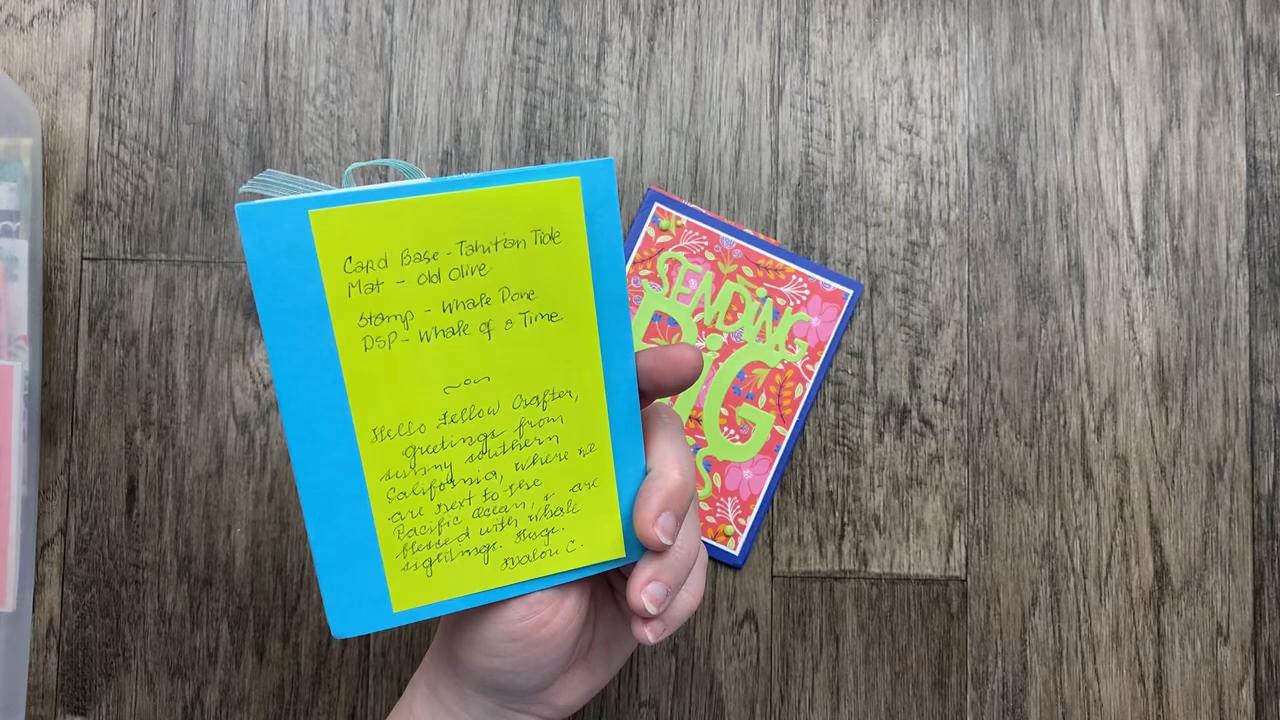 Card Base - Tahitian Tide
Mat - old olive
Stamp - Whale Done
DSP - Whale of a Time
Hello Fellow Crafter,
greetings from
sunny southern
California, where we
are next to the
Pacific ocean, & are
blessed with whale
sightings. Hugs.
Malou C.
SENDING
BIG